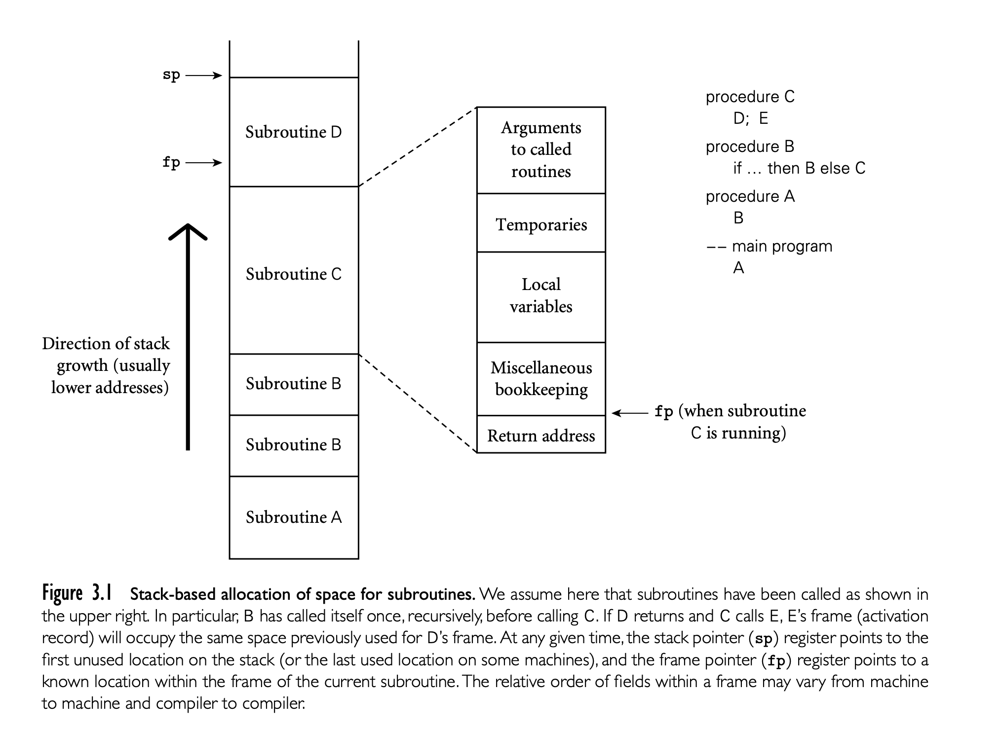 sp
Subroutine D
fp
Subroutine C
Direction of stack
growth (usually
lower addresses)
Subroutine B
Subroutine B
Subroutine A
Arguments
to called
routines
Temporaries
Local
variables
Miscellaneous
bookkeeping
Return address
fp (when subroutine
C is running)
procedure C
D; E
procedure B
if … then B else C
procedure A
B
−− main program
A
Figure 3.1 Stack-based allocation of space for subroutines. We assume here that subroutines have been called as shown in
the upper right. In particular, B has called itself once, recursively, before calling C. If D returns and C calls E, E’s frame (activation
record) will occupy the same space previously used for D’s frame. At any given time, the stack pointer (sp) register points to the
first unused location on the stack (or the last used location on some machines), and the frame pointer (fp) register points to a
known location within the frame of the current subroutine. The relative order of fields within a frame may vary from machine
to machine and compiler to compiler.